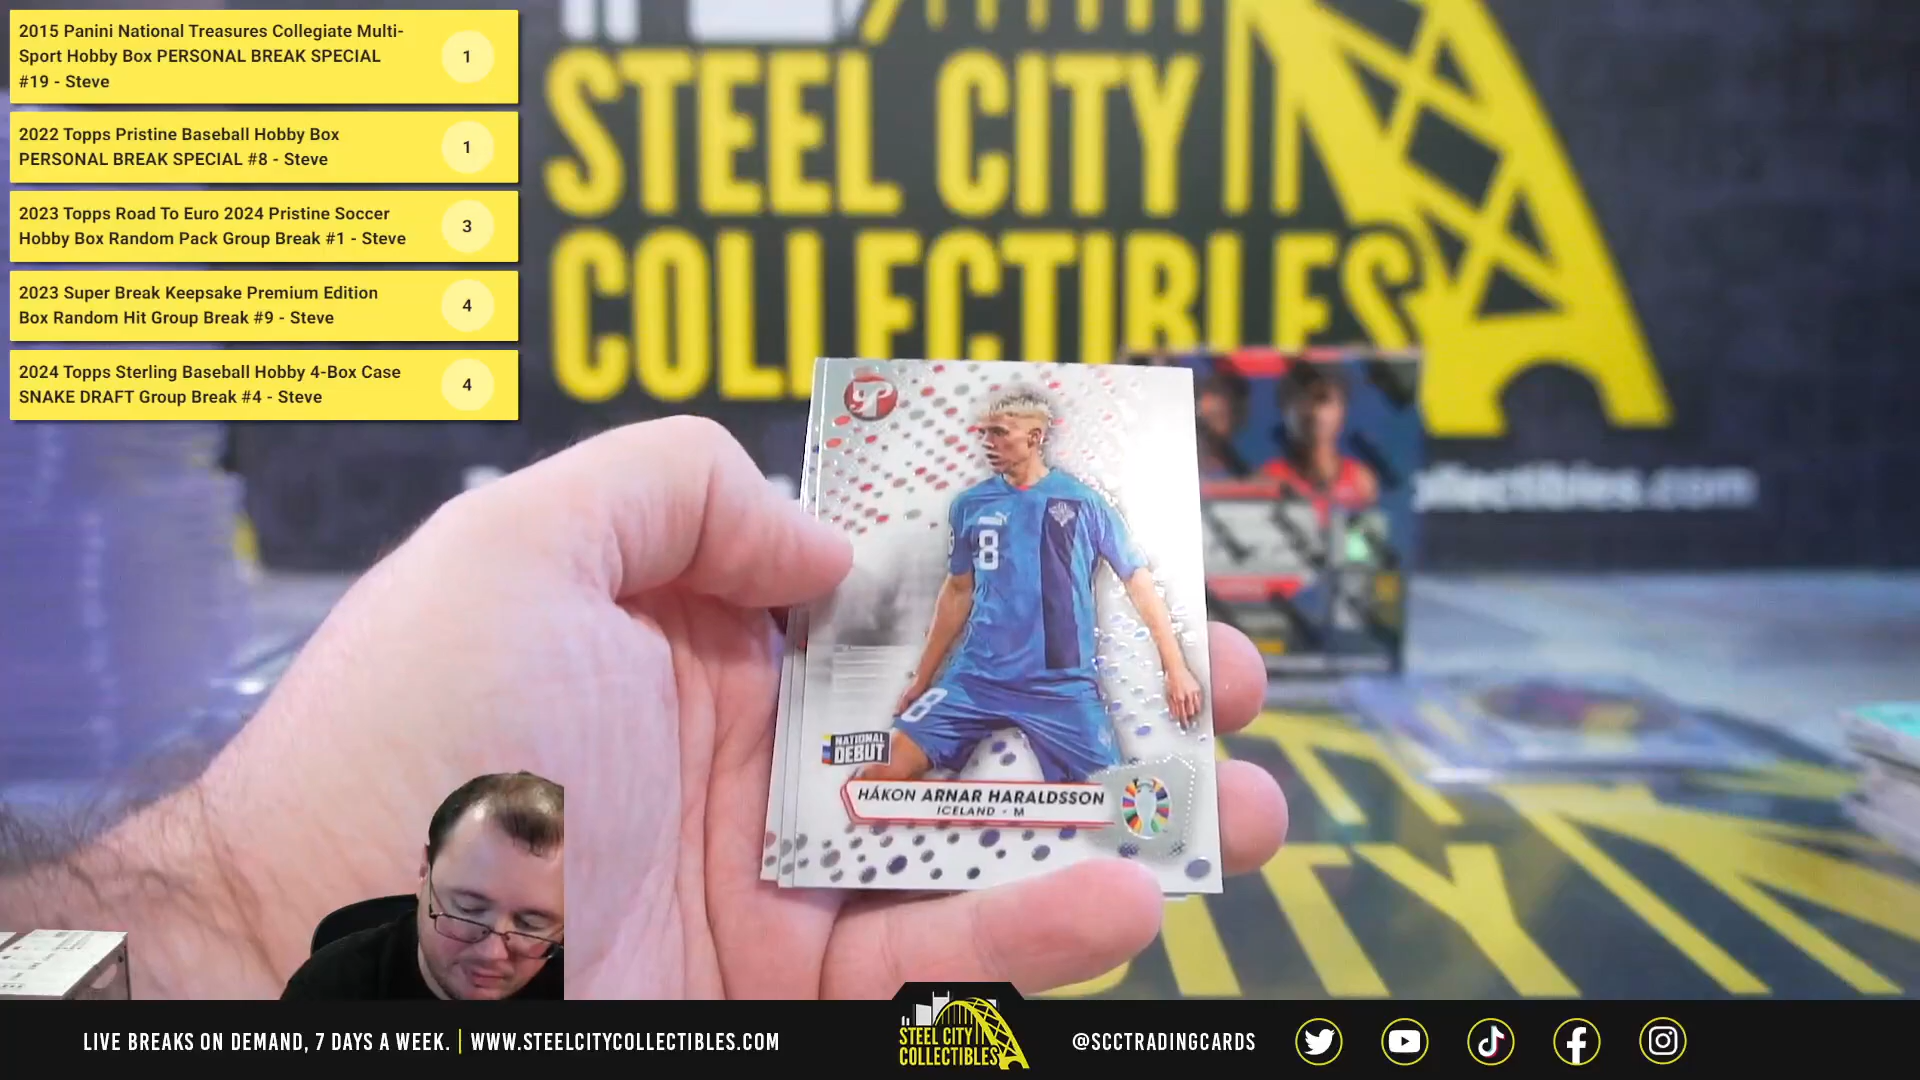 2015 Panini National Treasures Collegiate Multi-
Sport Hobby Box PERSONAL BREAK SPECIAL
#19 - Steve
1
2022 Topps Pristine Baseball Hobby Box
PERSONAL BREAK SPECIAL #8 - Steve
1
2023 Topps Road To Euro 2024 Pristine Soccer
Hobby Box Random Pack Group Break #1 - Steve
3
2023 Super Break Keepsake Premium Edition
Box Random Hit Group Break #9 - Steve
4
2024 Topps Sterling Baseball Hobby 4-Box Case
SNAKE DRAFT Group Break #4 - Steve
4
STEEL CITY
COLLECTIBLES
P
8
8
NATIONAL
DEBUT
HÁKON ARNAR HARALDSSON
ICELAND - M
LIVE BREAKS ON DEMAND, 7 DAYS A WEEK. | WWW.STEELCITYCOLLECTIBLES.COM
STEEL CITY
COLLECTIBLES
@SCCTRADINGCARDS